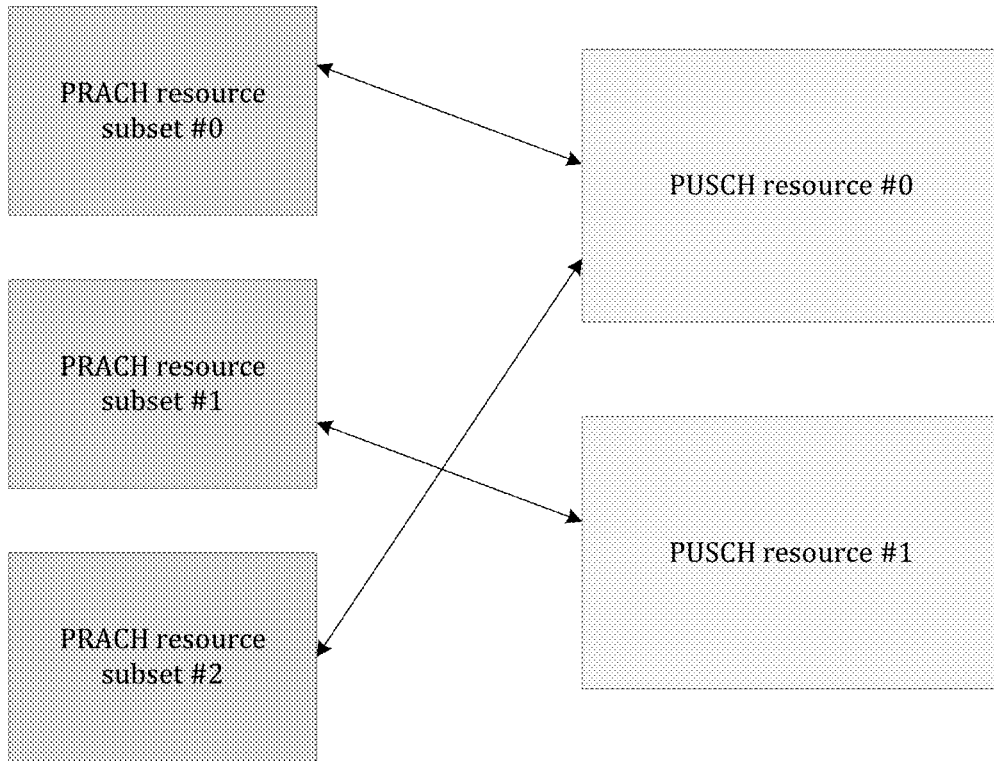 PRACH resource
subset #0
PUSCH resource #0
PRACH resource
subset #1
PUSCH resource #1
PRACH resource
subset #2